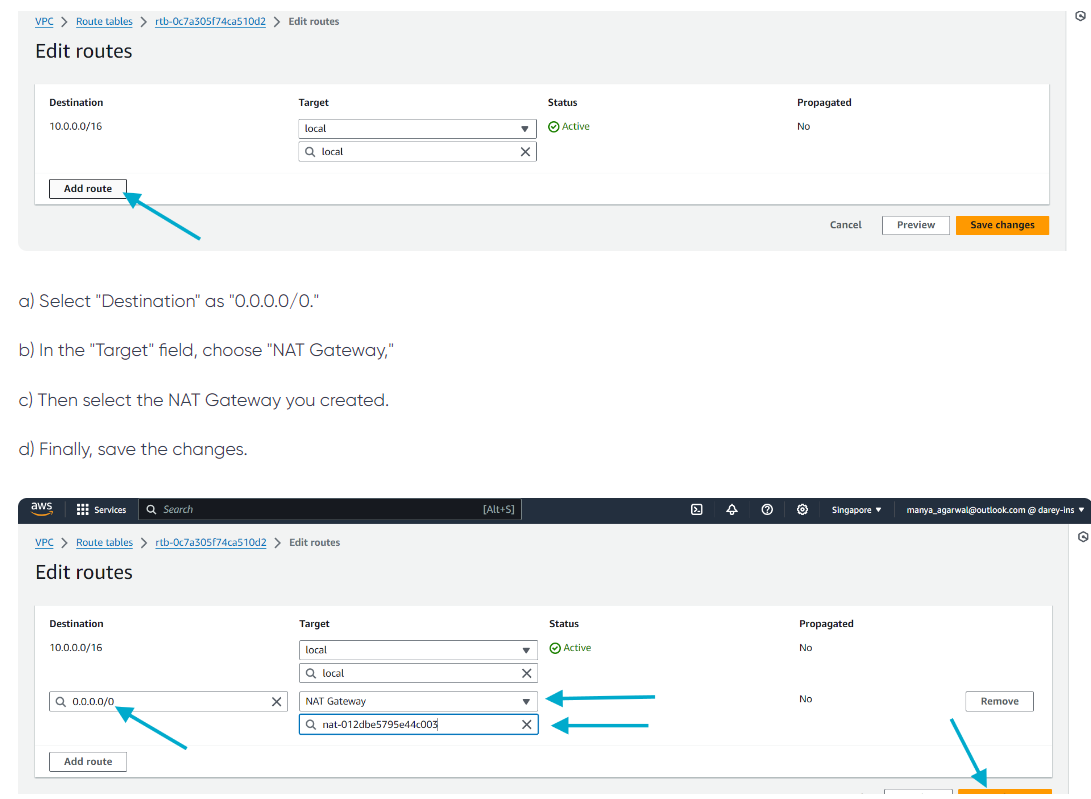 VPC > Route tables > rtb-0c7a305f74ca510d2 > Edit routes
Edit routes
Destination Target Status Propagated
10.0.0.0/16 local Active No
local
Add route
Cancel Preview Save changes
a) Select "Destination" as "0.0.0.0/0."
b) In the "Target" field, choose "NAT Gateway,"
c) Then select the NAT Gateway you created.
d) Finally, save the changes.
aws Services Search [Alt+S] Singapore manya_agarwal@outlook.com @ darey-ins
VPC > Route tables > rtb-0c7a305f74ca510d2 > Edit routes
Edit routes
Destination Target Status Propagated
10.0.0.0/16 local Active No
local
0.0.0.0/0 NAT Gateway No Remove
nat-012dbe5795e44c003
Add route